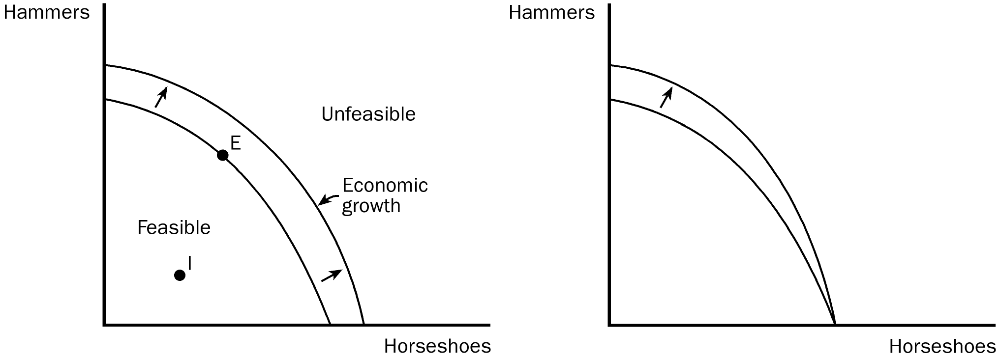 Hammers
Unfeasible
E
Economic
growth
Feasible
I
Horseshoes
Hammers
Horseshoes